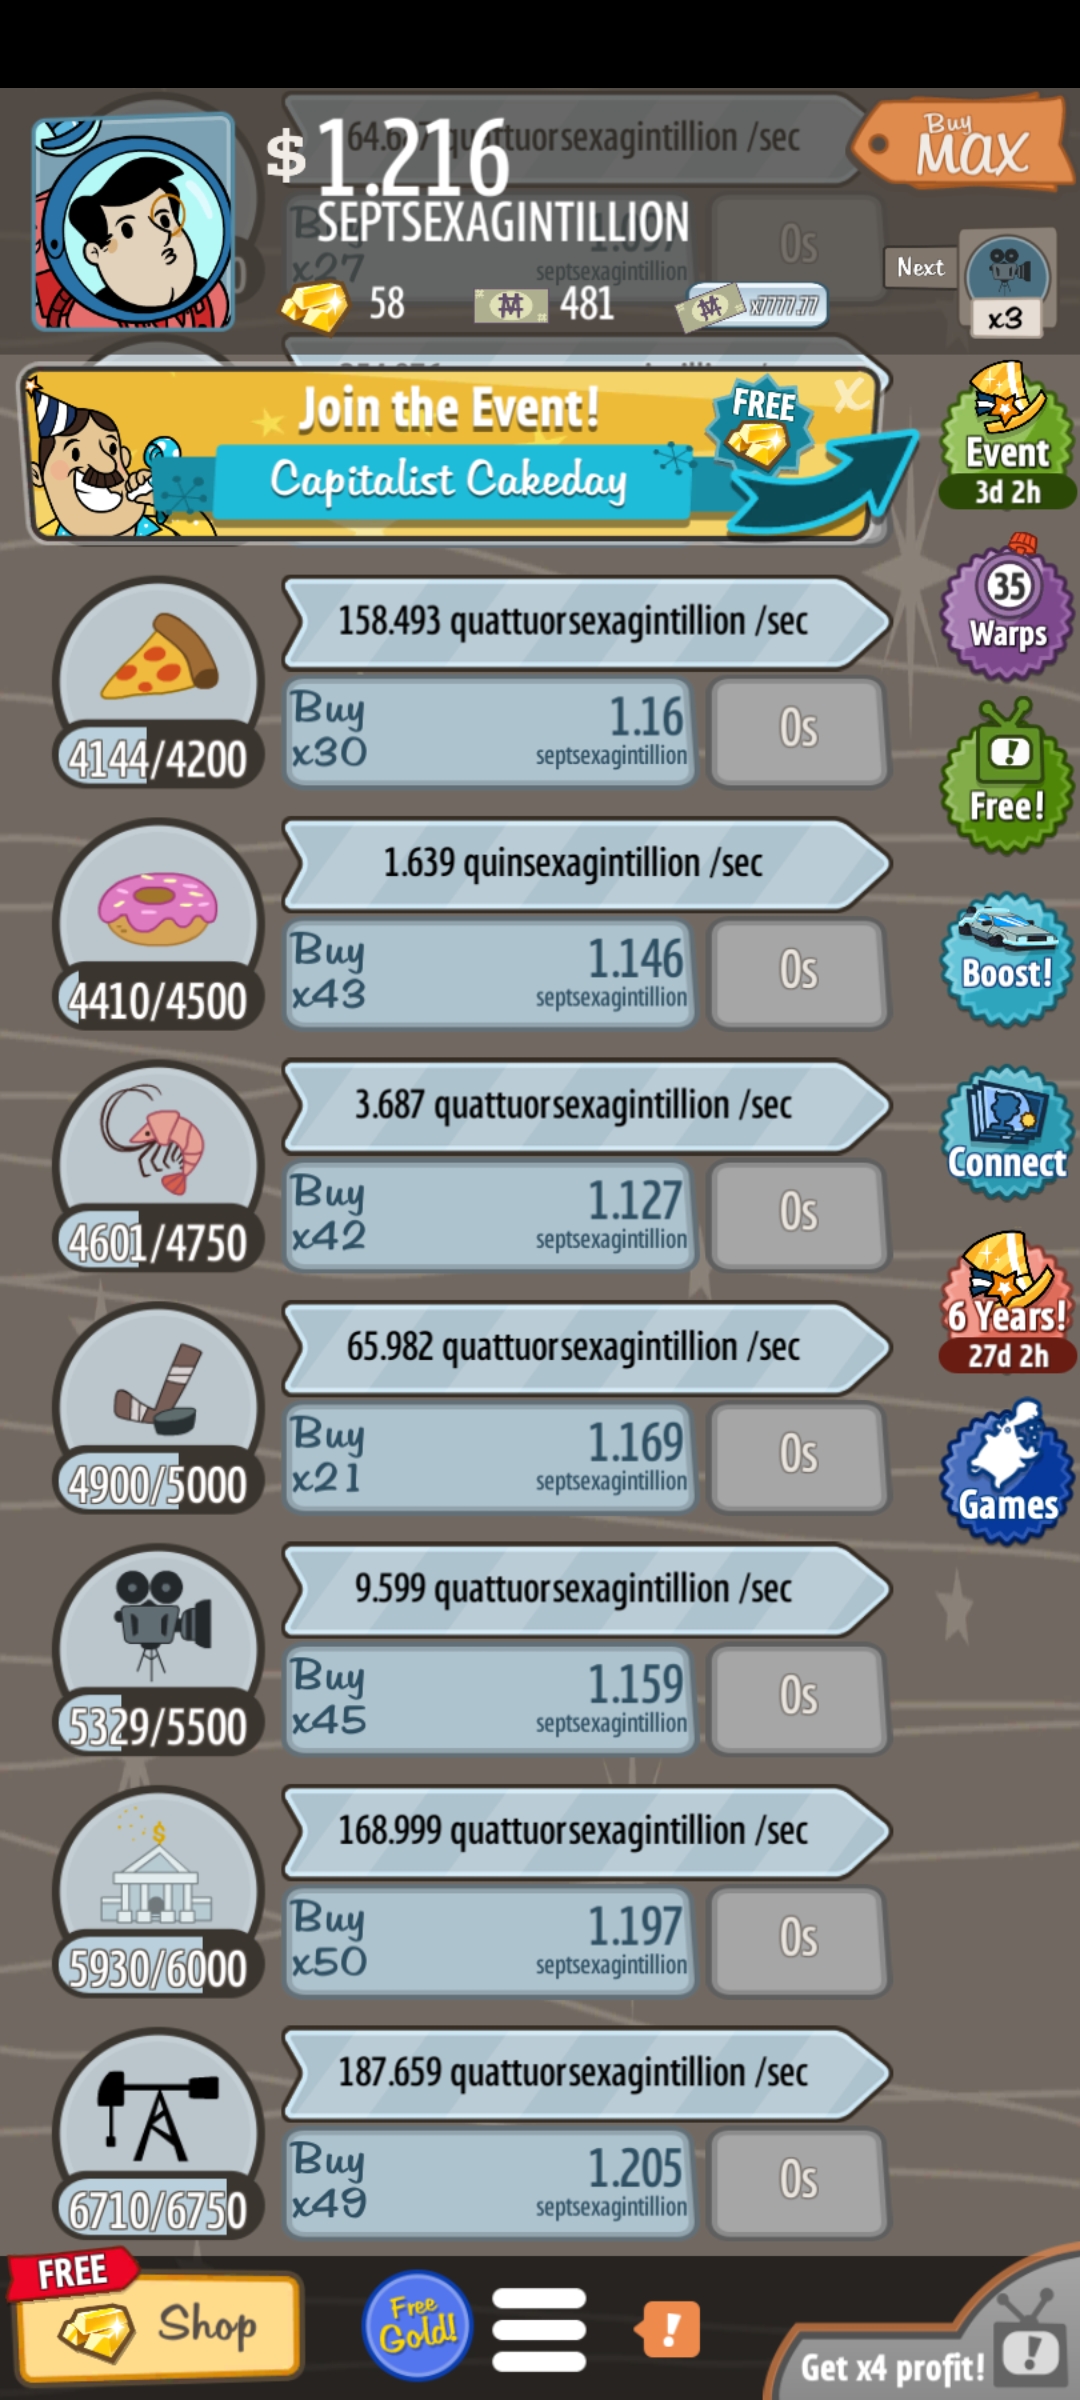 quattuorsexagintillion /sec
$ 1.216
SEPTSEXAGINTILLION
Buy
MAX
Buy
x27
septsexagintillion
0s
Next
x3
58
481
x7777.77
Join the Event!
Capitalist Cakeday
FREE
x
Event
3d 2h
35
Warps
Free!
Boost!
Connect
6 Years!
27d 2h
Games
158.493 quattuorsexagintillion /sec
4144/4200
Buy
x30
1.16
septsexagintillion
0s
1.639 quinsexagintillion /sec
4410/4500
Buy
x43
1.146
septsexagintillion
0s
3.687 quattuorsexagintillion /sec
4601/4750
Buy
x42
1.127
septsexagintillion
0s
65.982 quattuorsexagintillion /sec
4900/5000
Buy
x21
1.169
septsexagintillion
0s
9.599 quattuorsexagintillion /sec
5329/5500
Buy
x45
1.159
septsexagintillion
0s
168.999 quattuorsexagintillion /sec
5930/6000
Buy
x50
1.197
septsexagintillion
0s
187.659 quattuorsexagintillion /sec
6710/6750
Buy
x49
1.205
septsexagintillion
0s
FREE
Shop
Free
Gold!
!
Get x4 profit!
!